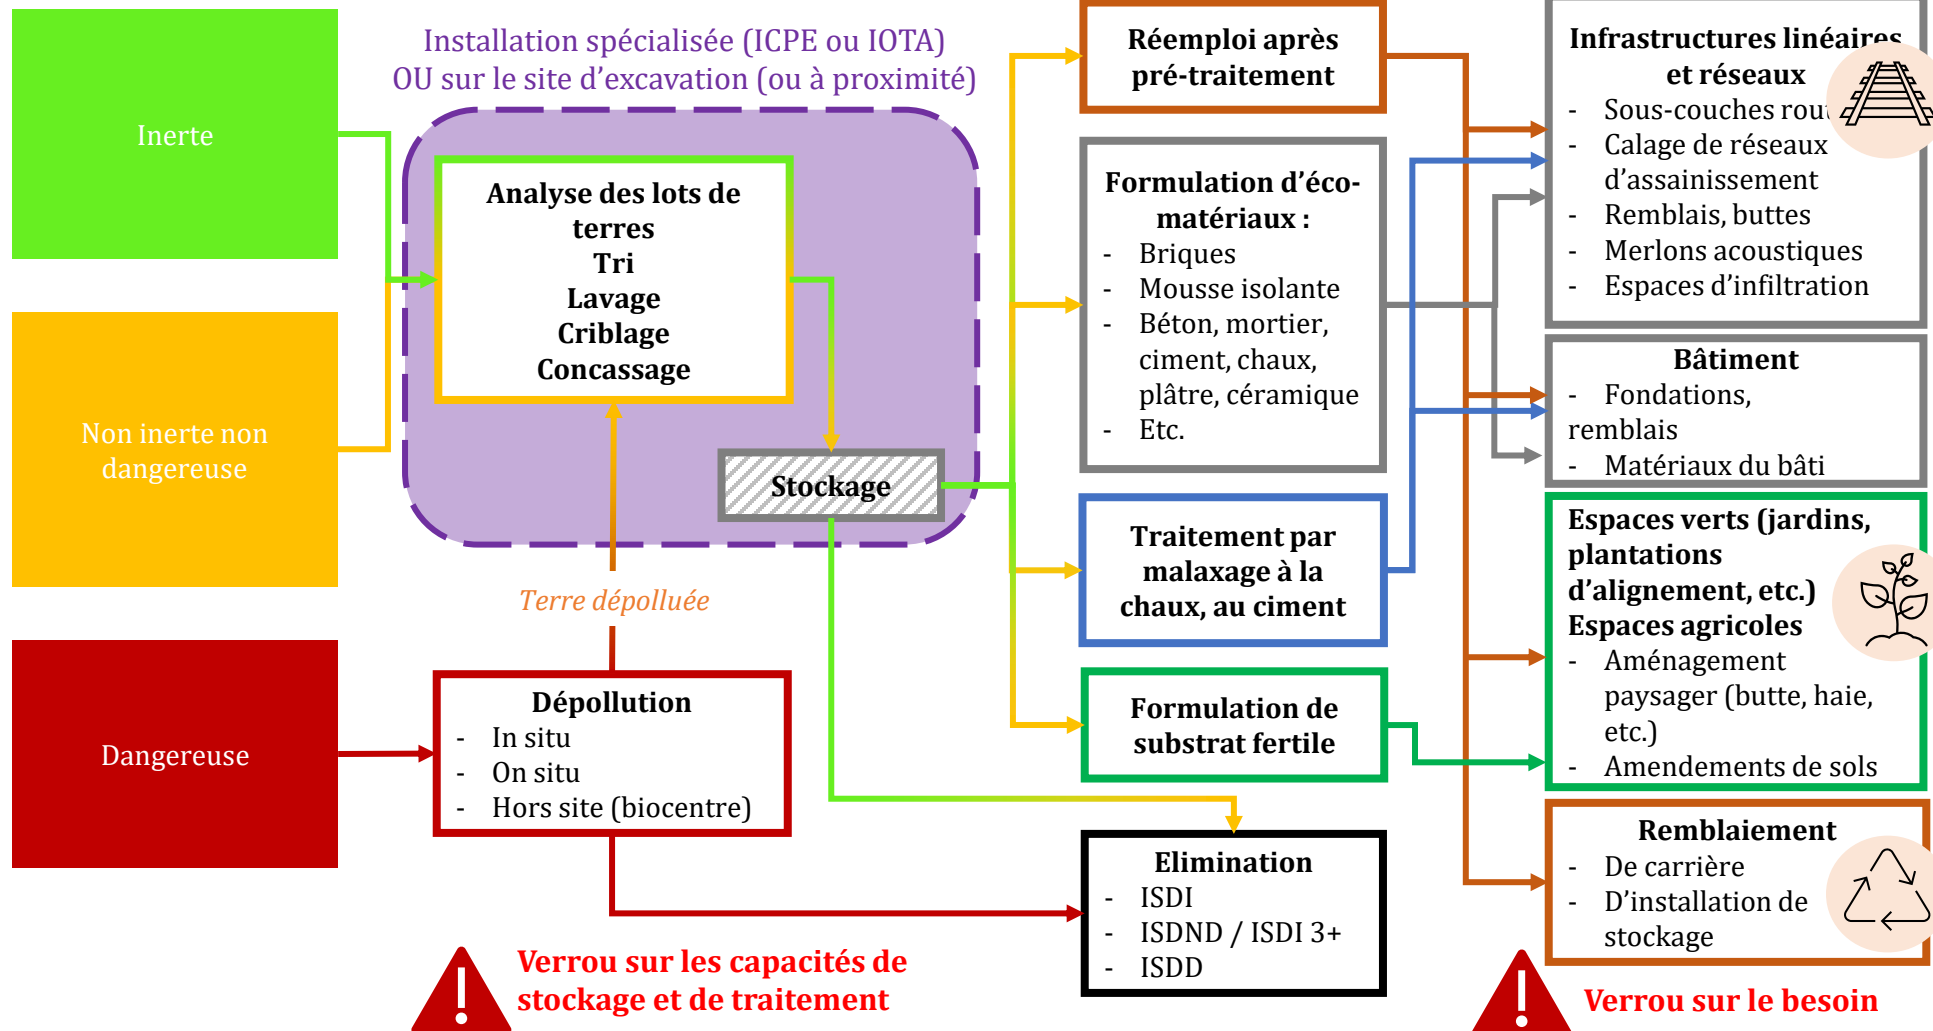 Inerte
Non inerte non
dangereuse
Dangereuse
Installation spécialisée (ICPE ou IOTA)
OU sur le site d’excavation (ou à proximité)
Analyse des lots de
terres
Tri
Lavage
Criblage
Concassage
Stockage
Terre dépolluée
Dépollution
- In situ
- On situ
- Hors site (biocentre)
Verrou sur les capacités de
stockage et de traitement
Réemploi après
pré-traitement
Formulation d’éco-
matériaux :
- Briques
- Mousse isolante
- Béton, mortier,
ciment, chaux,
plâtre, céramique
- Etc.
Traitement par
malaxage à la
chaux, au ciment
Formulation de
substrat fertile
Elimination
- ISDI
- ISDND / ISDI 3+
- ISDD
Infrastructures linéaires
et réseaux
- Sous-couches
- Calage de réseaux
d’assainissement
- Remblais, buttes
- Merlons acoustiques
- Espaces d’infiltration
Bâtiment
- Fondations,
remblais
- Matériaux du bâti
Espaces verts (jardins,
plantations
d’alignement, etc.)
Espaces agricoles
- Aménagement
paysager (butte, haie,
etc.)
- Amendements de sols
Remblaiement
- De carrière
- D’installation de
stockage
Verrou sur le besoin